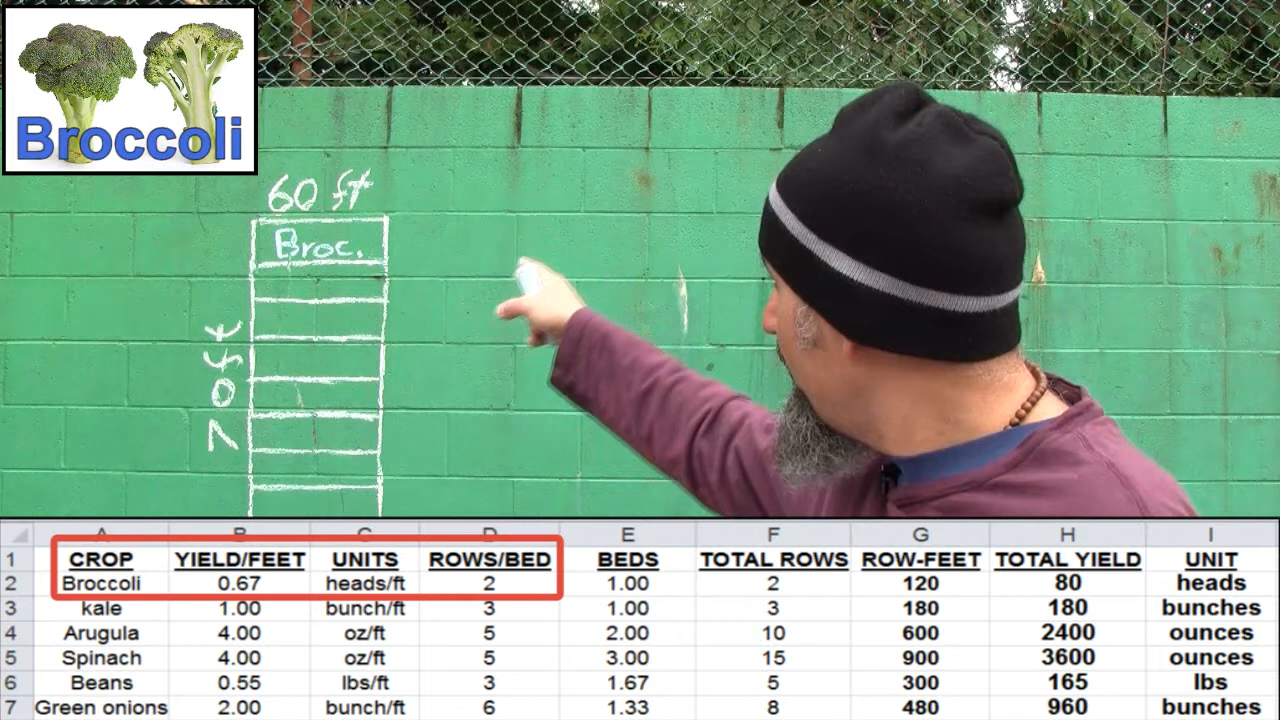 Broccoli
60 ft
Broc.
70 ft
A B C D E F G H I
1 CROP YIELD/FEET UNITS ROWS/BED BEDS TOTAL ROWS ROW-FEET TOTAL YIELD UNIT
2 Broccoli 0.67 heads/ft 2 1.00 2 120 80 heads
3 kale 1.00 bunch/ft 3 1.00 3 180 180 bunches
4 Arugula 4.00 oz/ft 5 2.00 10 600 2400 ounces
5 Spinach 4.00 oz/ft 5 3.00 15 900 3600 ounces
6 Beans 0.55 lbs/ft 3 1.67 5 300 165 lbs
7 Green onions 2.00 bunch/ft 6 1.33 8 480 960 bunches